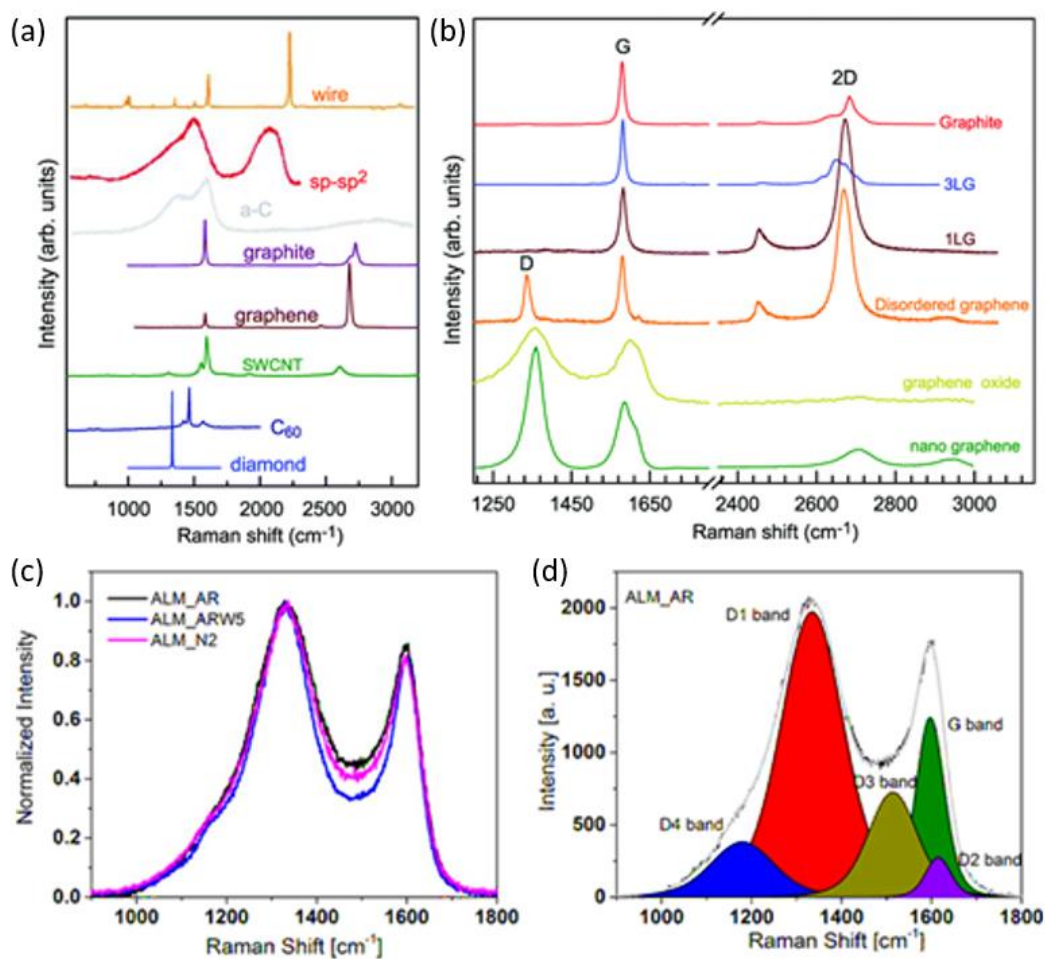 (a)
wire
sp-sp²
a-C
graphite
graphene
SWCNT
C₆₀
diamond
Intensity (arb. units)
1000 1500 2000 2500 3000
Raman shift (cm⁻¹)
(b)
G
2D
D
Graphite
3LG
1LG
Disordered graphene
graphene oxide
nano graphene
Intensity (arb. units)
1250 1450 1650 2400 2600 2800 3000
Raman shift (cm⁻¹)
(c)
ALM_AR
ALM_ARW5
ALM_N2
1.0
0.8
0.6
0.4
0.2
0.0
Normalized Intensity
1000 1200 1400 1600 1800
Raman Shift [cm⁻¹]
(d)
ALM_AR
D1 band
G band
D3 band
D4 band
D2 band
2000
1500
1000
500
0
Intensity [a. u.]
1000 1200 1400 1600 1800
Raman Shift [cm⁻¹]